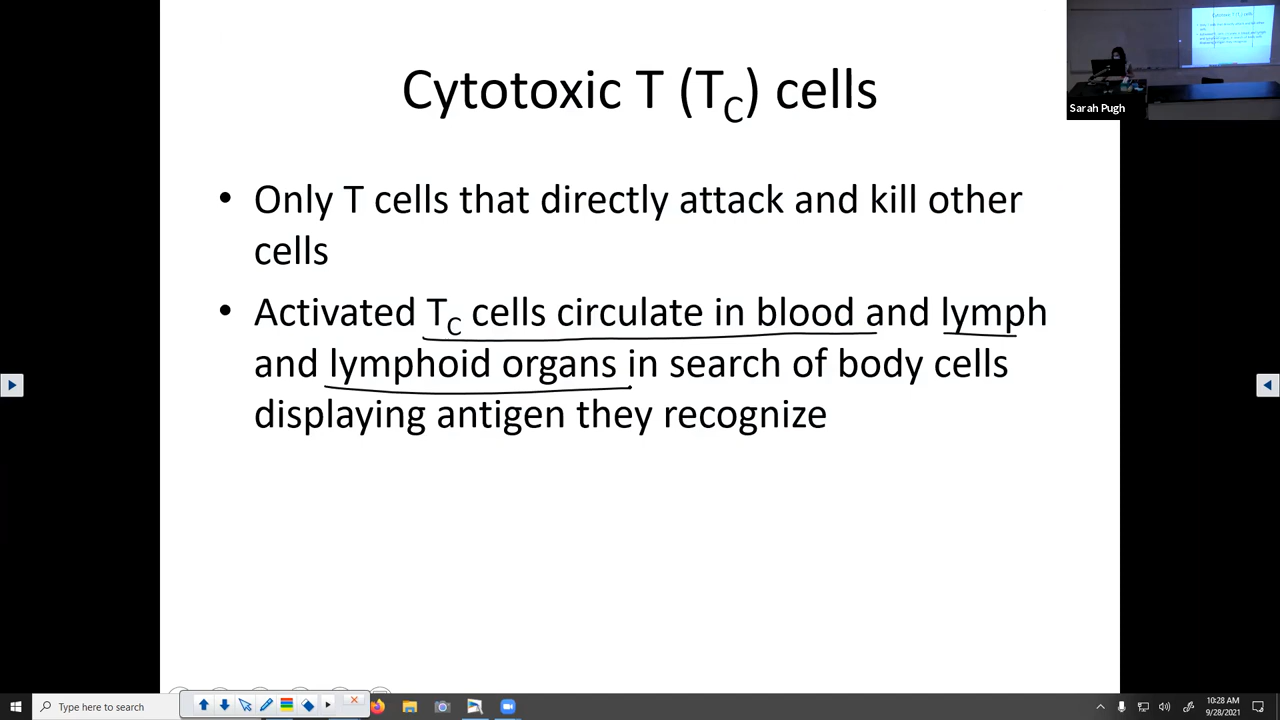 Cytotoxic T (TC) cells
• Only T cells that directly attack and kill other
cells
• Activated TC cells circulate in blood and lymph
and lymphoid organs in search of body cells
displaying antigen they recognize
Sarah Pugh
Type here to search
10:28 AM
9/28/2021